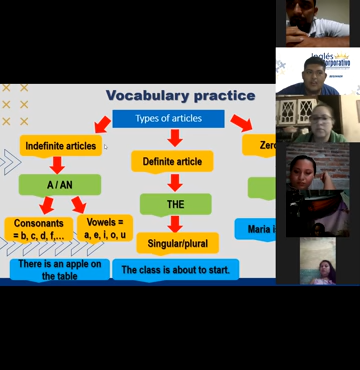 Inglés
Corporativo
Vocabulary practice
Types of articles
Indefinite articles
Definite article
Zero
A / AN
THE
Consonants
= b, c, d, f,...
Vowels =
a, e, i, o, u
Singular/plural
Maria i
There is an apple on
the table
The class is about to start.